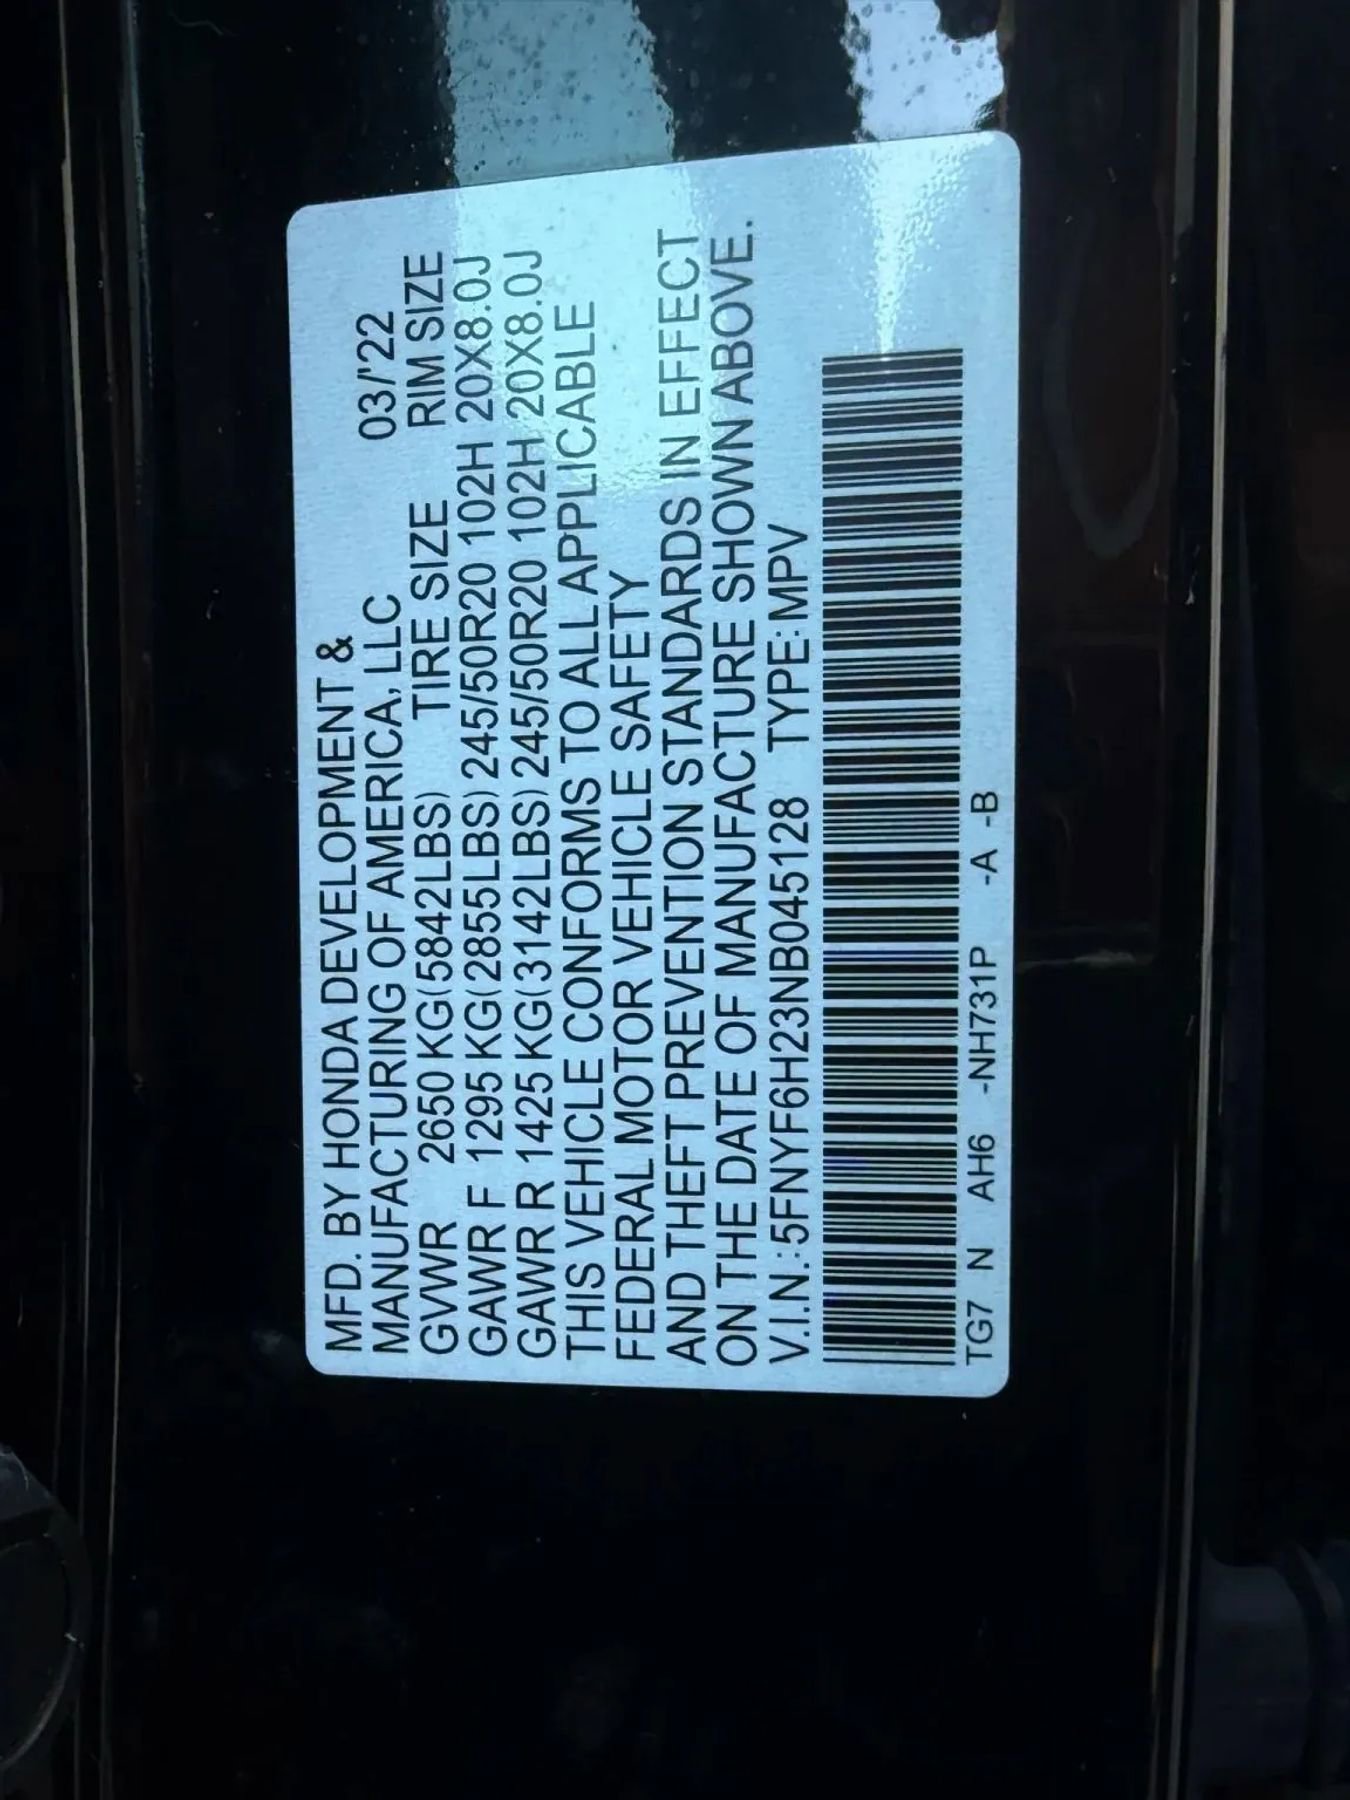 MFD. BY HONDA DEVELOPMENT &
MANUFACTURING OF AMERICA, LLC 03/'22
GVWR 2650 KG(5842LBS) TIRE SIZE RIM SIZE
GAWR F 1295 KG(2855LBS) 245/50R20 102H 20X8.0J
GAWR R 1425 KG(3142LBS) 245/50R20 102H 20X8.0J
THIS VEHICLE CONFORMS TO ALL APPLICABLE
FEDERAL MOTOR VEHICLE SAFETY
AND THEFT PREVENTION STANDARDS IN EFFECT
ON THE DATE OF MANUFACTURE SHOWN ABOVE.
V.I.N.:5FNYF6H23NB045128 TYPE:MPV
TG7 N AH6 -NH731P -A -B